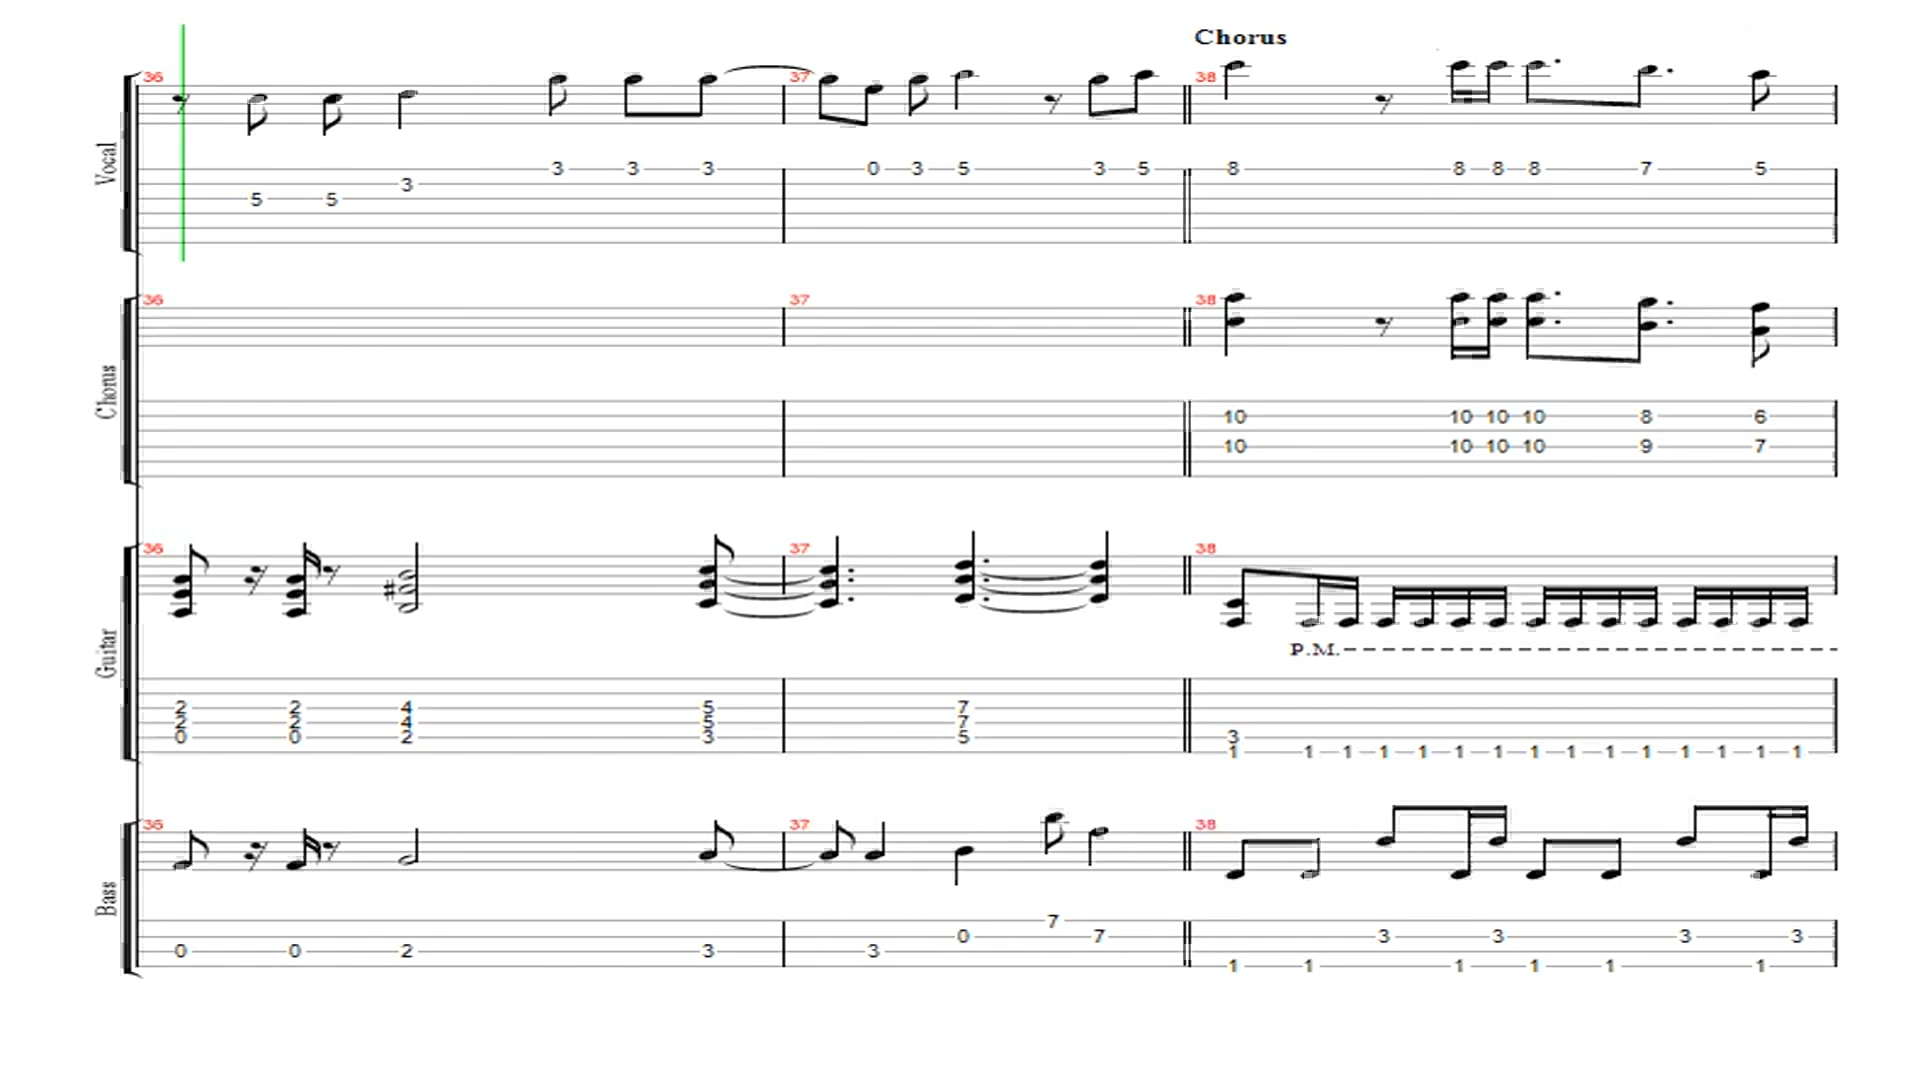 Chorus
36 37 38
Vocal
3 3 3 0 3 5 3 5 8 8 8 8 7 5
3
5 5
36 37 38
Chorus
10 10 10 10 8 6
10 10 10 10 9 7
36 37 38
P.M.
Guitar
2 2 4 5 7
2 2 4 5 7
0 0 2 3 5 3
1 1 1 1 1 1 1 1 1 1 1 1 1 1 1
36 37 38
Bass
7
0 7 3 3 3 3
0 0 2 3 3
1 1 1 1 1 1